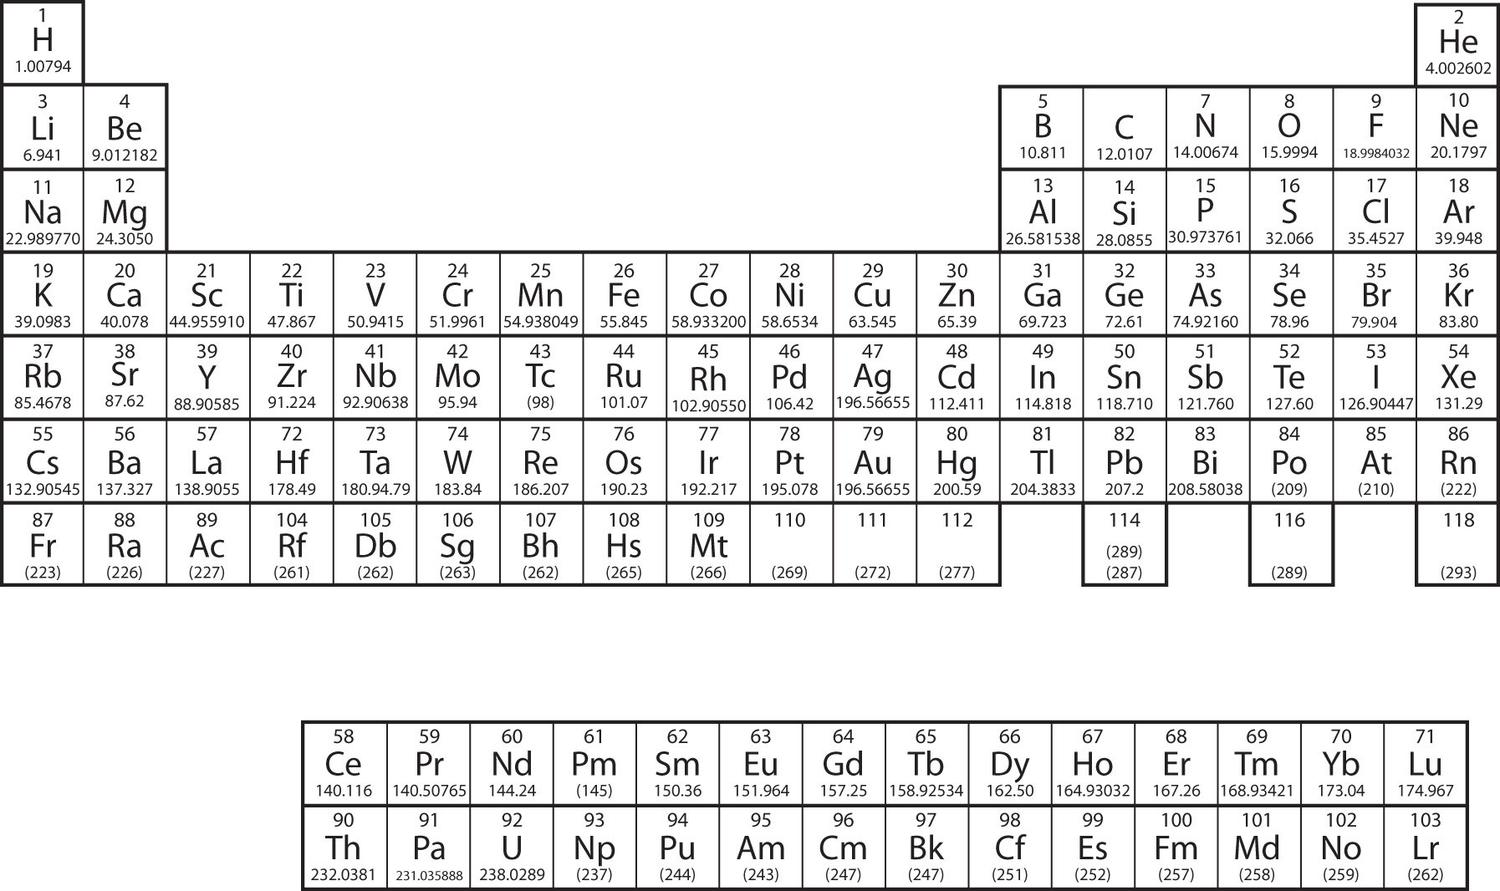 1 2
H He
1.00794 4.002602
3 4 5 7 8 9 10
Li Be B C N O F Ne
6.941 9.012182 10.811 12.0107 14.00674 15.9994 18.9984032 20.1797
11 12 13 14 15 16 17 18
Na Mg Al Si P S Cl Ar
22.989770 24.3050 26.581538 28.0855 30.973761 32.066 35.4527 39.948
19 20 21 22 23 24 25 26 27 28 29 30 31 32 33 34 35 36
K Ca Sc Ti V Cr Mn Fe Co Ni Cu Zn Ga Ge As Se Br Kr
39.0983 40.078 44.955910 47.867 50.9415 51.9961 54.938049 55.845 58.933200 58.6534 63.545 65.39 69.723 72.61 74.92160 78.96 79.904 83.80
37 38 39 40 41 42 43 44 45 46 47 48 49 50 51 52 53 54
Rb Sr Y Zr Nb Mo Tc Ru Rh Pd Ag Cd In Sn Sb Te I Xe
85.4678 87.62 88.90585 91.224 92.90638 95.94 (98) 101.07 102.90550 106.42 196.56655 112.411 114.818 118.710 121.760 127.60 126.90447 131.29
55 56 57 72 73 74 75 76 77 78 79 80 81 82 83 84 85 86
Cs Ba La Hf Ta W Re Os Ir Pt Au Hg Tl Pb Bi Po At Rn
132.90545 137.327 138.9055 178.49 180.94.79 183.84 186.207 190.23 192.217 195.078 196.56655 200.59 204.3833 207.2 208.58038 (209) (210) (222)
87 88 89 104 105 106 107 108 109 110 111 112 114 116 118
Fr Ra Ac Rf Db Sg Bh Hs Mt (289)
(223) (226) (227) (261) (262) (263) (262) (265) (266) (269) (272) (277) (287) (289) (293)
58 59 60 61 62 63 64 65 66 67 68 69 70 71
Ce Pr Nd Pm Sm Eu Gd Tb Dy Ho Er Tm Yb Lu
140.116 140.50765 144.24 (145) 150.36 151.964 157.25 158.92534 162.50 164.93032 167.26 168.93421 173.04 174.967
90 91 92 93 94 95 96 97 98 99 100 101 102 103
Th Pa U Np Pu Am Cm Bk Cf Es Fm Md No Lr
232.0381 231.035888 238.0289 (237) (244) (243) (247) (247) (251) (252) (257) (258) (259) (262)